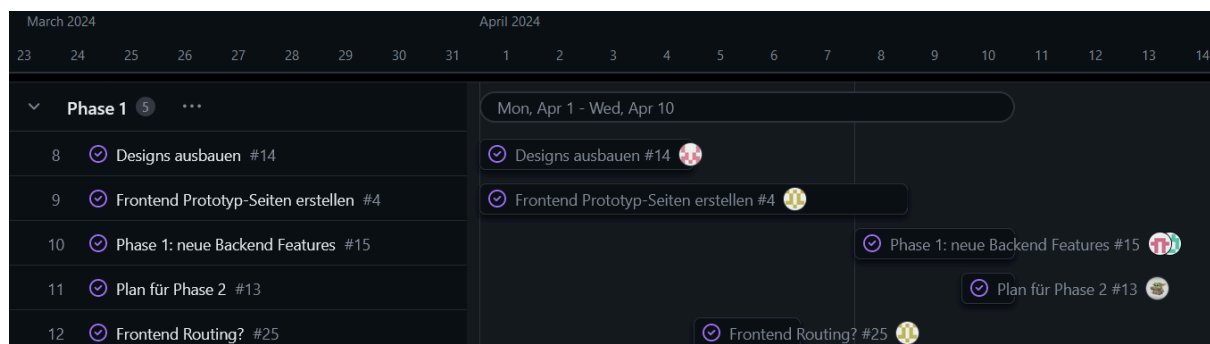 March 2024 April 2024
23 24 25 26 27 28 29 30 31 1 2 3 4 5 6 7 8 9 10 11 12 13 14
Phase 1 5 ... Mon, Apr 1 - Wed, Apr 10
8 Designs ausbauen #14 Designs ausbauen #14
9 Frontend Prototyp-Seiten erstellen #4 Frontend Prototyp-Seiten erstellen #4
10 Phase 1: neue Backend Features #15 Phase 1: neue Backend Features #15
11 Plan für Phase 2 #13 Plan für Phase 2 #13
12 Frontend Routing? #25 Frontend Routing? #25